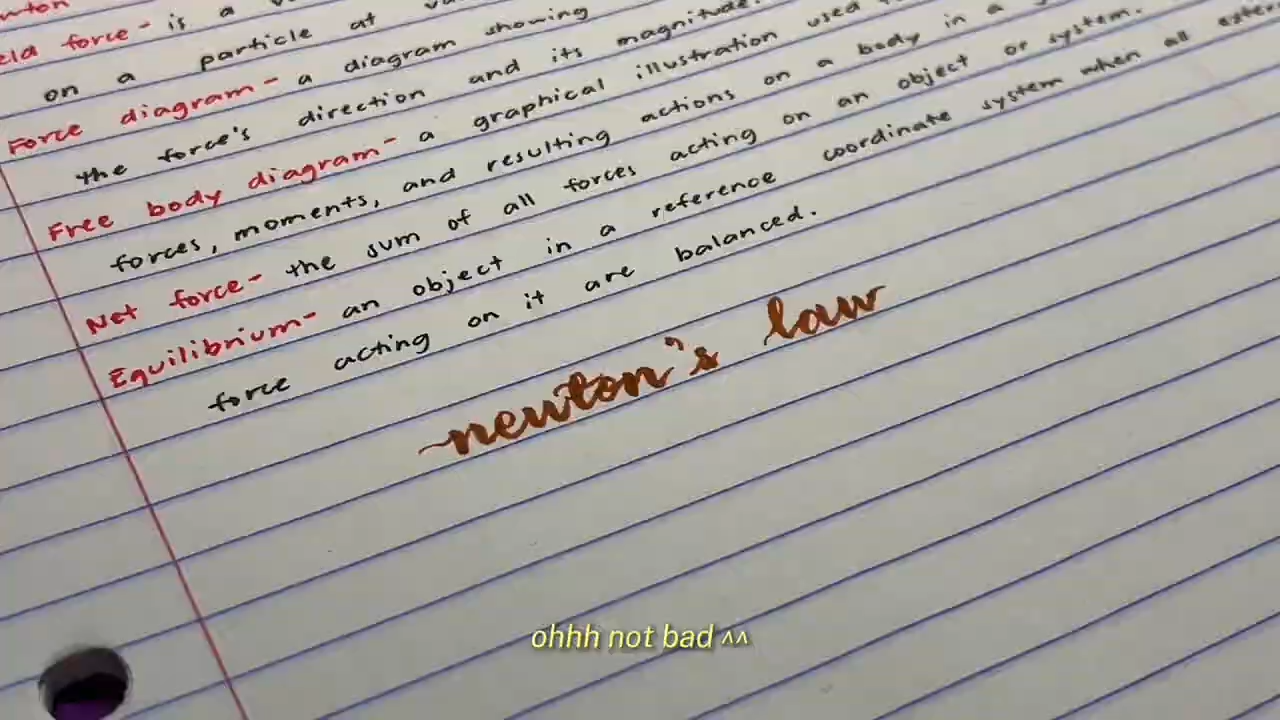 force - is a
on a particle at
Force diagram - a diagram showing
the force's direction and its magnitude.
Free body diagram - a graphical illustration used
forces, moments, and resulting actions on a body in a
Net force - the sum of all forces acting on an object or system.
Equilibrium - an object in a reference coordinate system when all
force acting on it are balanced.
newton's law
ohhh not bad ^^